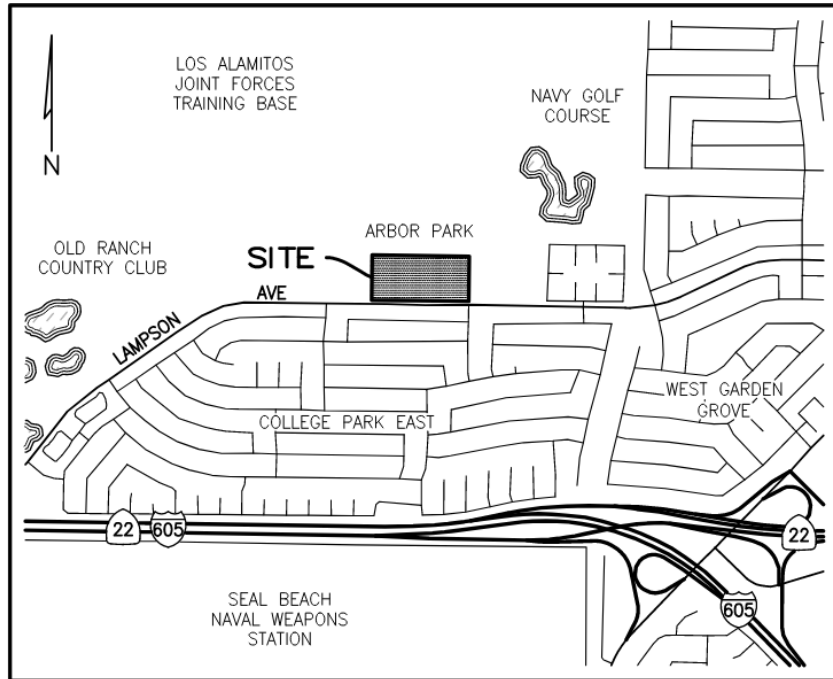 LOS ALAMITOS
JOINT FORCES
TRAINING BASE
NAVY GOLF
COURSE
N
ARBOR PARK
OLD RANCH
COUNTRY CLUB
SITE
AVE
LAMPSON
WEST GARDEN
GROVE
COLLEGE PARK EAST
22
605
22
605
SEAL BEACH
NAVAL WEAPONS
STATION